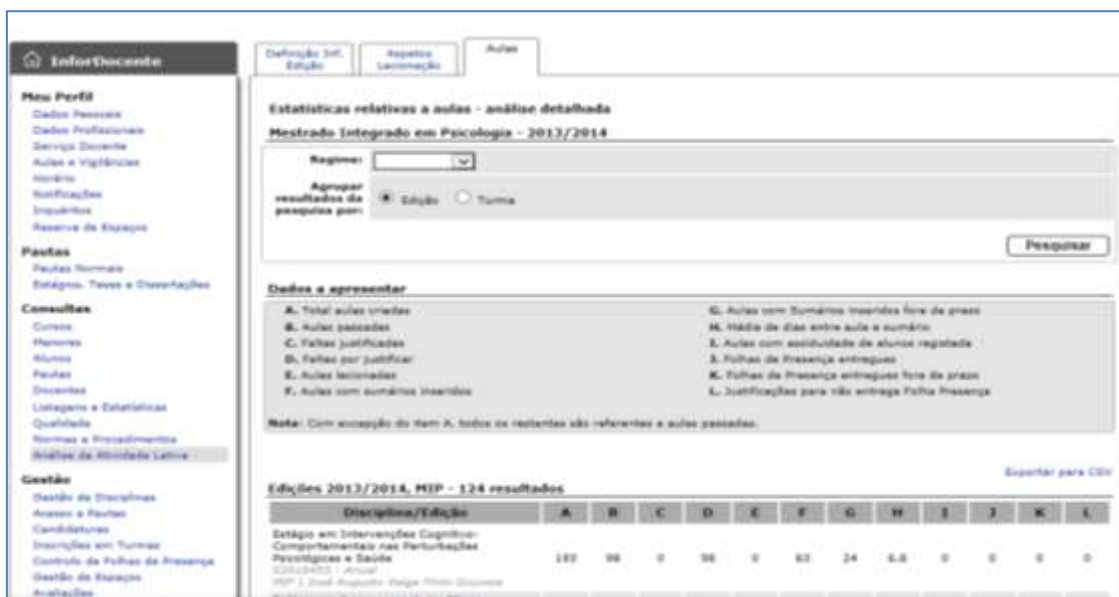 InforDocente
Meu Perfil
Dados Pessoais
Dados Profissionais
Serviço Docente
Aulas e Vigilâncias
Horário
Notificações
Inquéritos
Reserva de Espaços
Pautas
Pautas Normais
Estágios, Teses e Dissertações
Consultas
Cursos
Menores
Alunos
Pautas
Docentes
Listagens e Estatísticas
Qualidade
Normas e Procedimentos
Análise da Atividade Letiva
Gestão
Gestão de Disciplinas
Acesso a Pautas
Candidaturas
Inscrições em Turmas
Controlo de Folhas de Presença
Gestão de Espaços
Avaliações
Definição Inf. Edição
Aspetos Lecionação
Aulas
Estatísticas relativas a aulas - análise detalhada
Mestrado Integrado em Psicologia - 2013/2014
Regime:
Agrupar
resultados da
pesquisa por:
Edição
Turma
Pesquisar
Dados a apresentar
A. Total aulas criadas
B. Aulas passadas
C. Faltas justificadas
D. Faltas por justificar
E. Aulas lecionadas
F. Aulas com sumários inseridos
G. Aulas com Sumários inseridos fora de prazo
H. Média de dias entre aula e sumário
I. Aulas com assiduidade de alunos registada
J. Folhas de Presença entregues
K. Folhas de Presença entregues fora de prazo
L. Justificações para não entrega Folha Presença
Nota: Com excepção do item A, todos os restantes são referentes a aulas passadas.
Exportar para CSV
Edições 2013/2014, MIP - 124 resultados
Disciplina/Edição A B C D E F G H I J K L
Estágio em Intervenções Cognitivo-
Comportamentais nas Perturbações
Psicológicas e Saúde
- Anual
98 0 98 0 63 24 6.8 0 0 0 0
MIP | José Augusto Veiga Pinto Gouveia